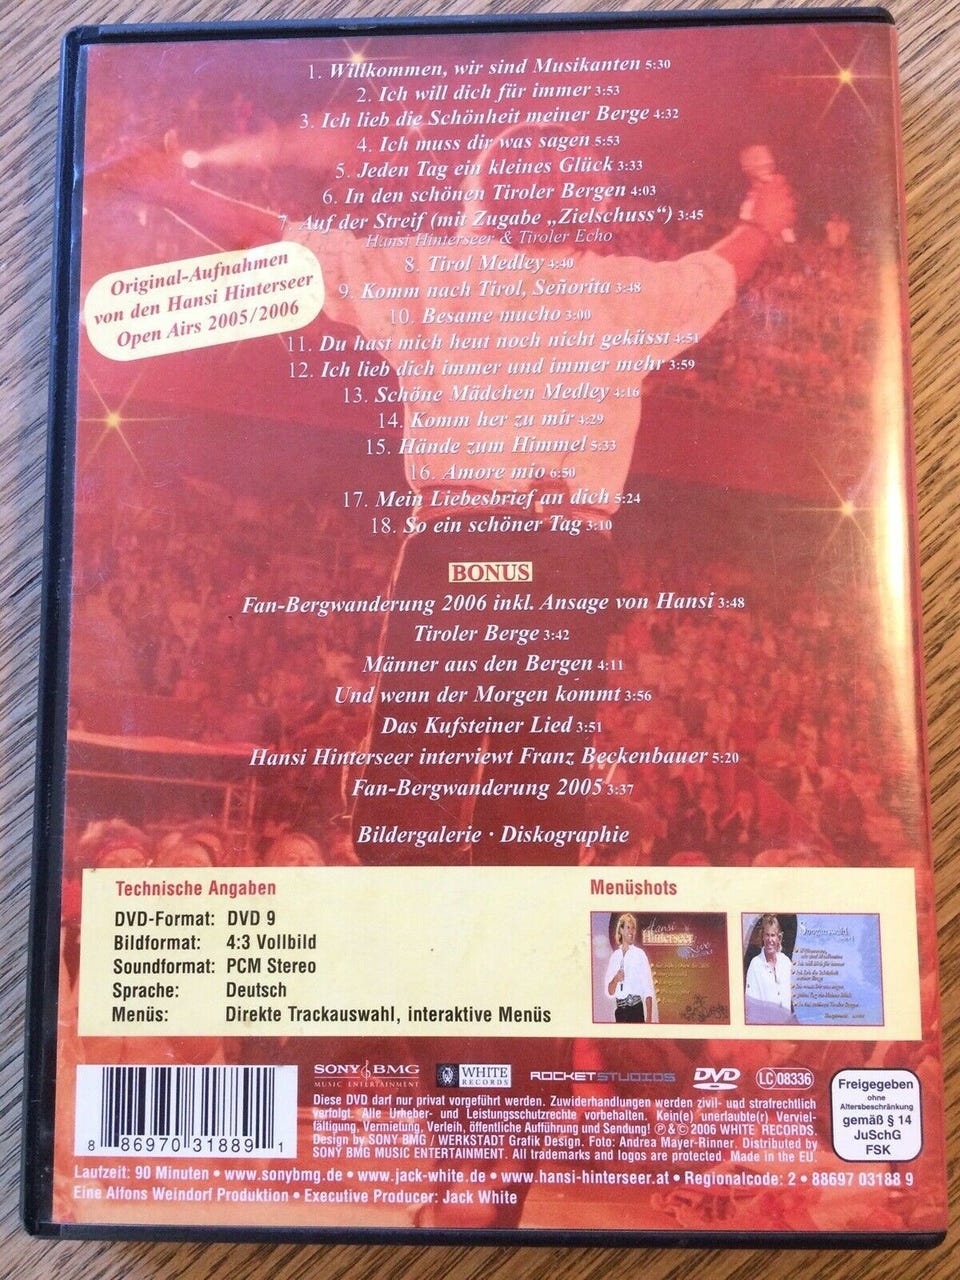 1. Willkommen, wir sind Musikanten 5:30
2. Ich will dich für immer 3:53
3. Ich lieb die Schönheit meiner Berge 4:32
4. Ich muss dir was sagen 5:53
5. Jeden Tag ein kleines Glück 3:33
6. In den schönen Tiroler Bergen 4:03
7. Auf der Streif (mit Zugabe „Zielschuss“) 3:45
Hansi Hinterseer & Tiroler Echo
8. Tirol Medley 4:40
9. Komm nach Tirol, Señorita 3:48
10. Besame mucho 3:00
11. Du hast mich heut noch nicht geküsst 4:51
12. Ich lieb dich immer und immer mehr 3:59
13. Schöne Mädchen Medley 4:16
14. Komm her zu mir 4:29
15. Hände zum Himmel 5:33
16. Amore mio 6:50
17. Mein Liebesbrief an dich 5:24
18. So ein schöner Tag 3:10
Original-Aufnahmen
von den Hansi Hinterseer
Open Airs 2005/2006
BONUS
Fan-Bergwanderung 2006 inkl. Ansage von Hansi 3:48
Tiroler Berge 3:42
Männer aus den Bergen 4:11
Und wenn der Morgen kommt 3:56
Das Kufsteiner Lied 3:51
Hansi Hinterseer interviewt Franz Beckenbauer 5:20
Fan-Bergwanderung 2005 3:37
Bildergalerie · Diskographie
Technische Angaben
DVD-Format: DVD 9
Bildformat: 4:3 Vollbild
Soundformat: PCM Stereo
Sprache: Deutsch
Menüs: Direkte Trackauswahl, interaktive Menüs
Menüshots
Hansi
Hinterseer
Live
8 86970 31889 1
SONY BMG
MUSIC ENTERTAINMENT
WHITE
RECORDS
ROCKETSTUDIOS
DVD
LC 08336
Diese DVD darf nur privat vorgeführt werden. Zuwiderhandlungen werden zivil- und strafrechtlich
verfolgt. Alle Urheber- und Leistungsschutzrechte vorbehalten. Kein(e) unerlaubte(r) Verviel-
fältigung, Vermietung, Verleih, öffentliche Aufführung und Sendung! ℗ & © 2006 WHITE RECORDS.
Design by SONY BMG / WERKSTADT Grafik Design. Foto: Andrea Mayer-Rinner. Distributed by
SONY BMG MUSIC ENTERTAINMENT. All trademarks and logos are protected. Made in the EU.
Freigegeben
ohne
Altersbeschränkung
gemäß § 14
JuSchG
FSK
Laufzeit: 90 Minuten • www.sonybmg.de • www.jack-white.de • www.hansi-hinterseer.at • Regionalcode: 2 • 88697 03188 9
Eine Alfons Weindorf Produktion • Executive Producer: Jack White